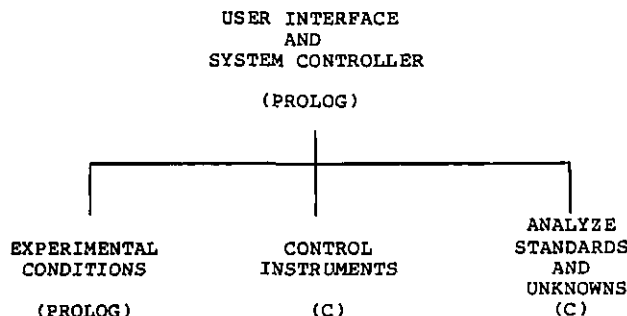 USER INTERFACE
AND
SYSTEM CONTROLLER
(PROLOG)
EXPERIMENTAL
CONDITIONS
(PROLOG)
CONTROL
INSTRUMENTS
(C)
ANALYZE
STANDARDS
AND
UNKNOWNS
(C)